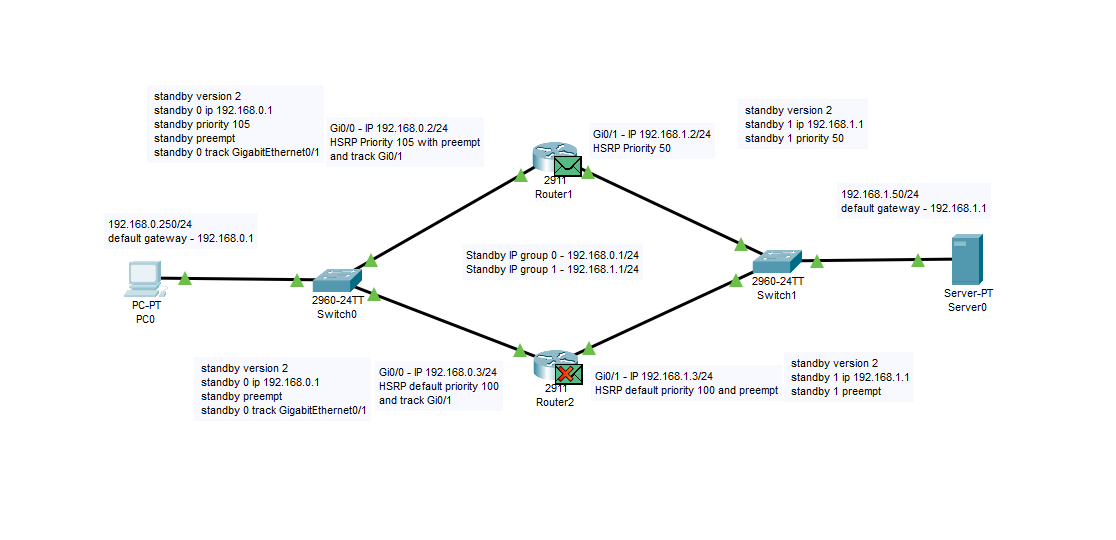 standby version 2
standby 0 ip 192.168.0.1
standby priority 105
standby preempt
standby 0 track GigabitEthernet0/1
Gi0/0 - IP 192.168.0.2/24
HSRP Priority 105 with preempt
and track Gi0/1
Gi0/1 - IP 192.168.1.2/24
HSRP Priority 50
standby version 2
standby 1 ip 192.168.1.1
standby 1 priority 50
2911
Router1
192.168.0.250/24
default gateway - 192.168.0.1
192.168.1.50/24
default gateway - 192.168.1.1
Standby IP group 0 - 192.168.0.1/24
Standby IP group 1 - 192.168.1.1/24
PC-PT
PC0
2960-24TT
Switch0
2960-24TT
Switch1
Server-PT
Server0
standby version 2
standby 0 ip 192.168.0.1
standby preempt
standby 0 track GigabitEthernet0/1
Gi0/0 - IP 192.168.0.3/24
HSRP default priority 100
and track Gi0/1
2911
Router2
Gi0/1 - IP 192.168.1.3/24
HSRP default priority 100 and preempt
standby version 2
standby 1 ip 192.168.1.1
standby 1 preempt